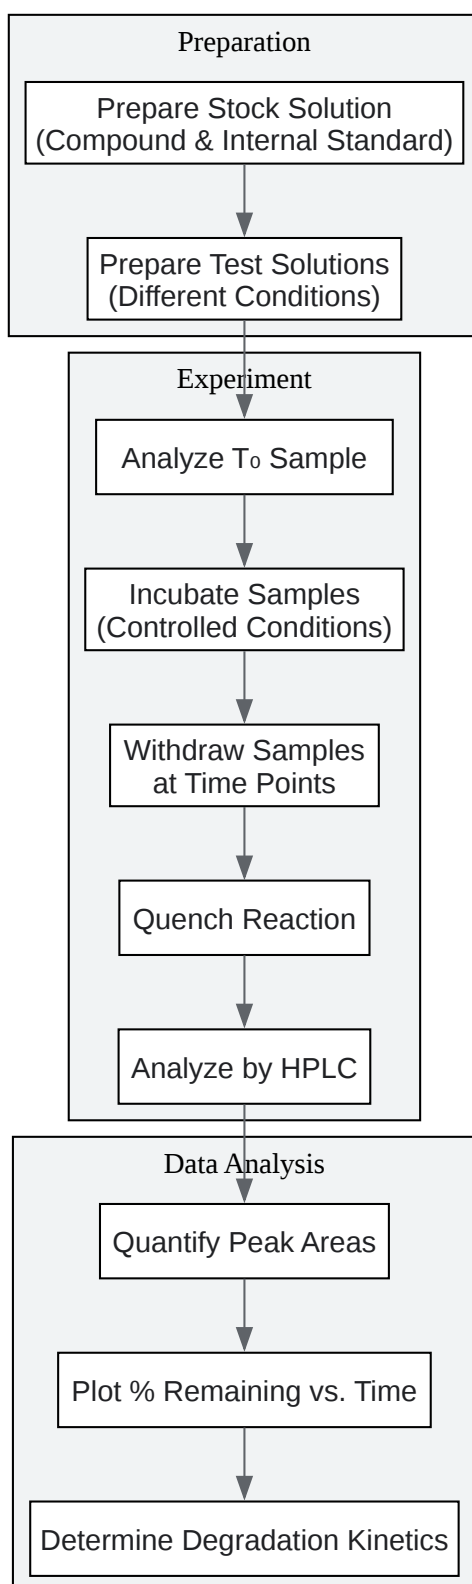 Preparation
Prepare Stock Solution
(Compound & Internal Standard)
Prepare Test Solutions
(Different Conditions)
Experiment
Analyze T₀ Sample
Incubate Samples
(Controlled Conditions)
Withdraw Samples
at Time Points
Quench Reaction
Analyze by HPLC
Data Analysis
Quantify Peak Areas
Plot % Remaining vs. Time
Determine Degradation Kinetics